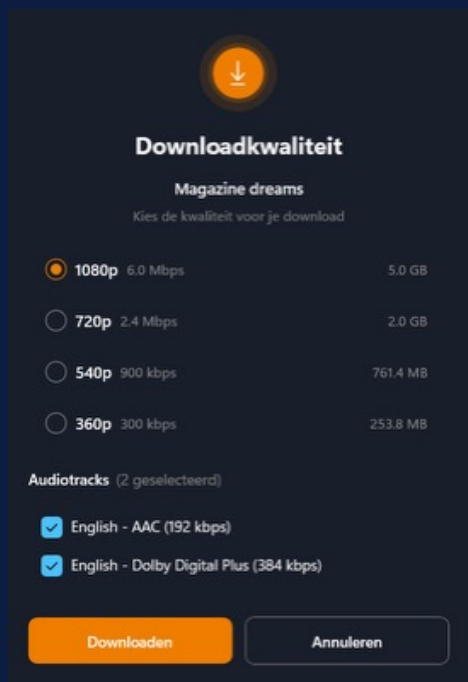 Downloadkwaliteit
Magazine dreams
Kies de kwaliteit voor je download
1080p 6.0 Mbps 5.0 GB
720p 2.4 Mbps 2.0 GB
540p 900 kbps 761.4 MB
360p 300 kbps 253.8 MB
Audiotracks (2 geselecteerd)
English - AAC (192 kbps)
English - Dolby Digital Plus (384 kbps)
Downloaden Annuleren